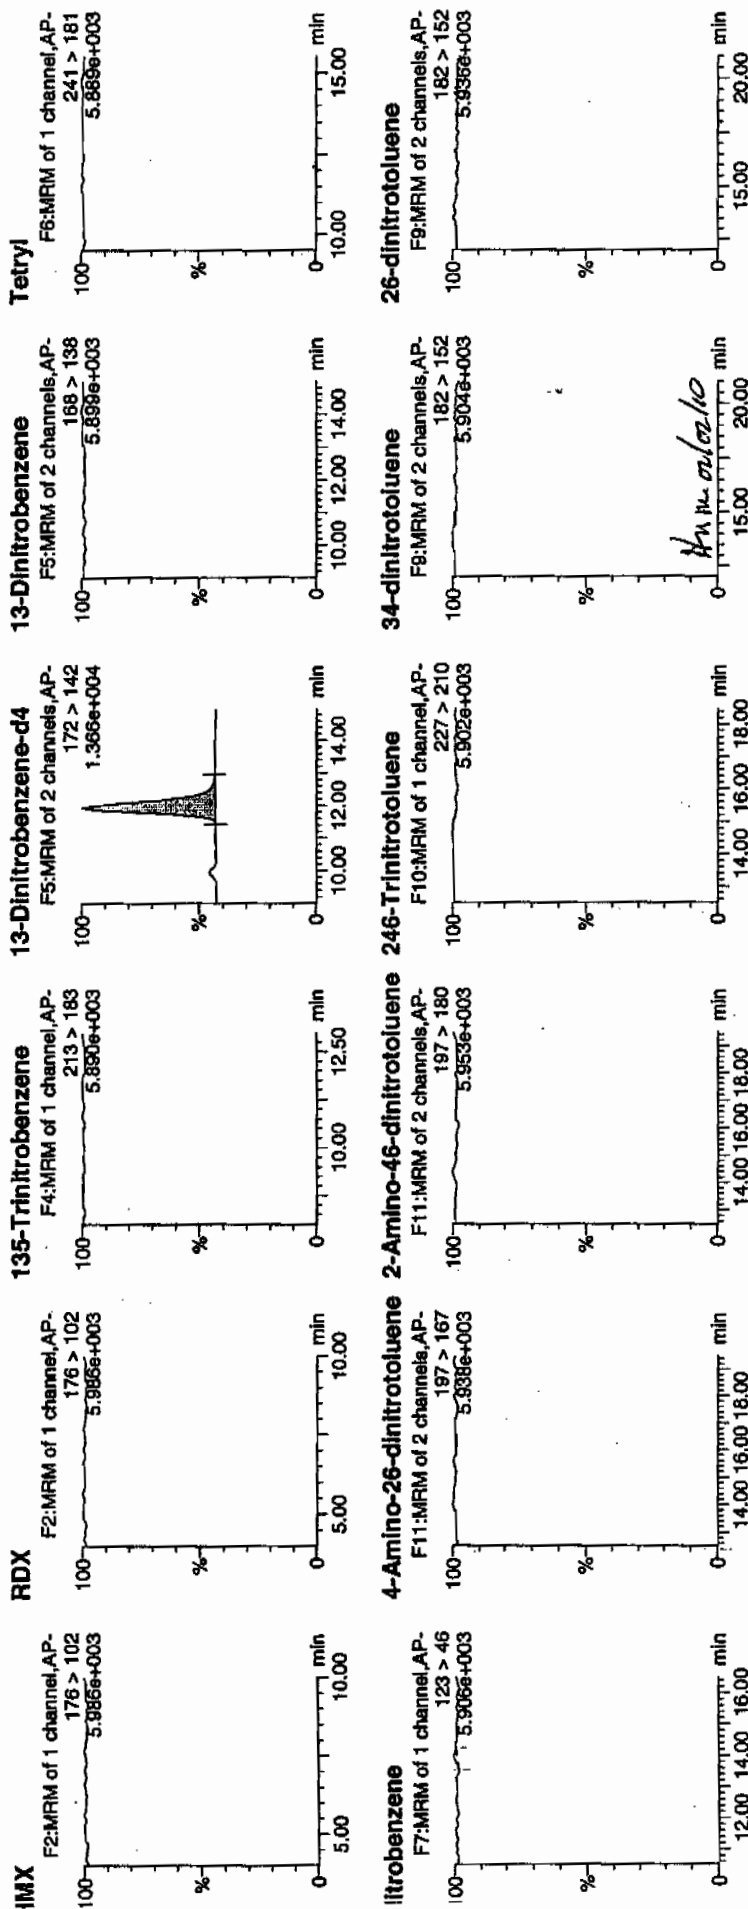 HMX
F2:MRM of 1 channel,AP-
176 > 102
5.986e+003
100
%
0
5.00
10.00
min
RDX
F2:MRM of 1 channel,AP-
176 > 102
5.986e+003
100
%
0
5.00
10.00
min
135-Trinitrobenzene
F4:MRM of 1 channel,AP-
213 > 183
5.890e+003
100
%
0
10.00
12.50
min
13-Dinitrobenzene-d4
F5:MRM of 2 channels,AP-
172 > 142
1.366e+004
100
%
0
10.00
12.00
14.00
min
13-Dinitrobenzene
F5:MRM of 2 channels,AP-
168 > 138
5.899e+003
100
%
0
10.00
12.00
14.00
min
Tetryl
F6:MRM of 1 channel,AP-
241 > 181
5.889e+003
100
%
0
10.00
15.00
min
litrobenzene
F7:MRM of 1 channel,AP-
123 > 46
5.906e+003
100
%
0
12.00
14.00
16.00
min
4-Amino-26-dinitrotoluene
F11:MRM of 2 channels,AP-
197 > 167
5.938e+003
100
%
0
14.00
16.00
18.00
min
2-Amino-46-dinitrotoluene
F11:MRM of 2 channels,AP-
197 > 180
5.953e+003
100
%
0
14.00
16.00
18.00
min
246-Trinitrotoluene
F10:MRM of 1 channel,AP-
227 > 210
5.902e+003
100
%
0
14.00
16.00
18.00
min
34-dinitrotoluene
F9:MRM of 2 channels,AP-
182 > 152
5.904e+003
100
%
0
15.00
20.00
min
02/02/10
26-dinitrotoluene
F9:MRM of 2 channels,AP-
182 > 152
5.936e+003
100
%
0
15.00
20.00
min